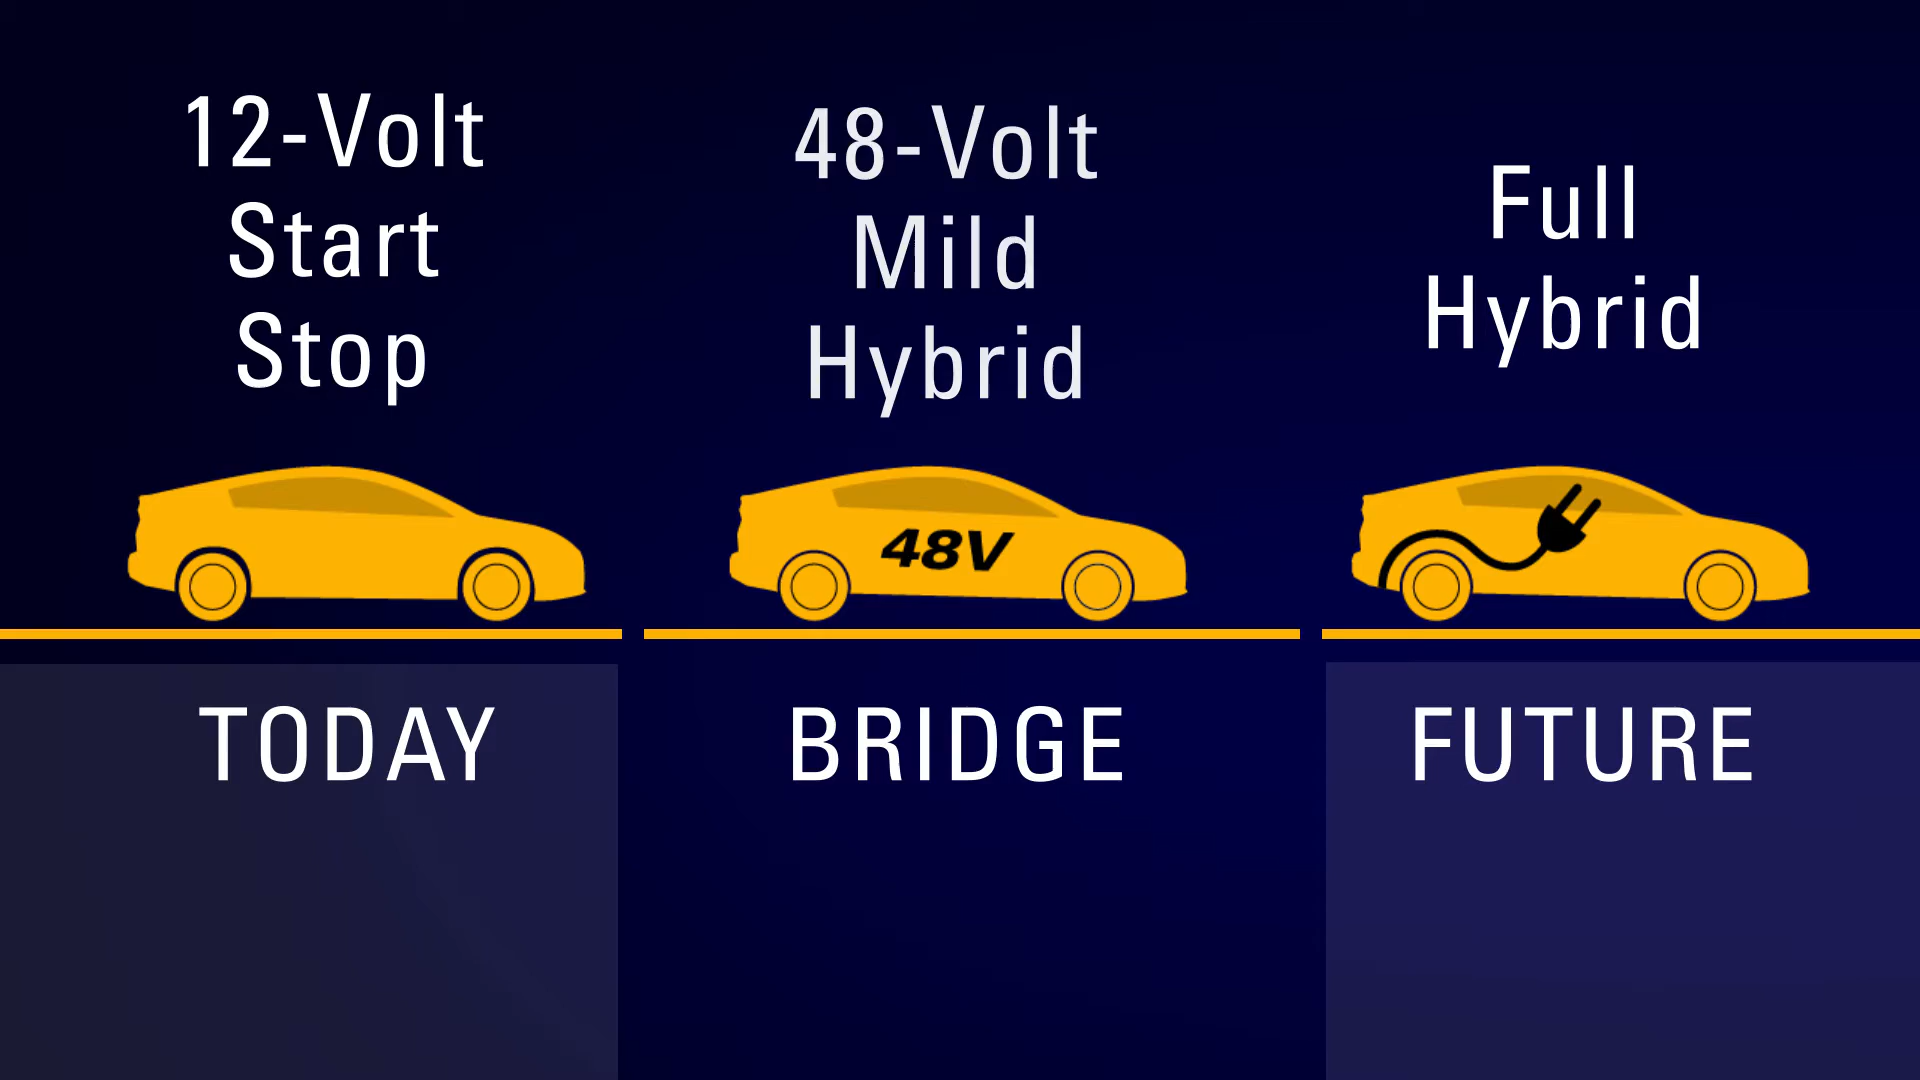 12-Volt
Start
Stop
48-Volt
Mild
Hybrid
Full
Hybrid
48V
TODAY
BRIDGE
FUTURE